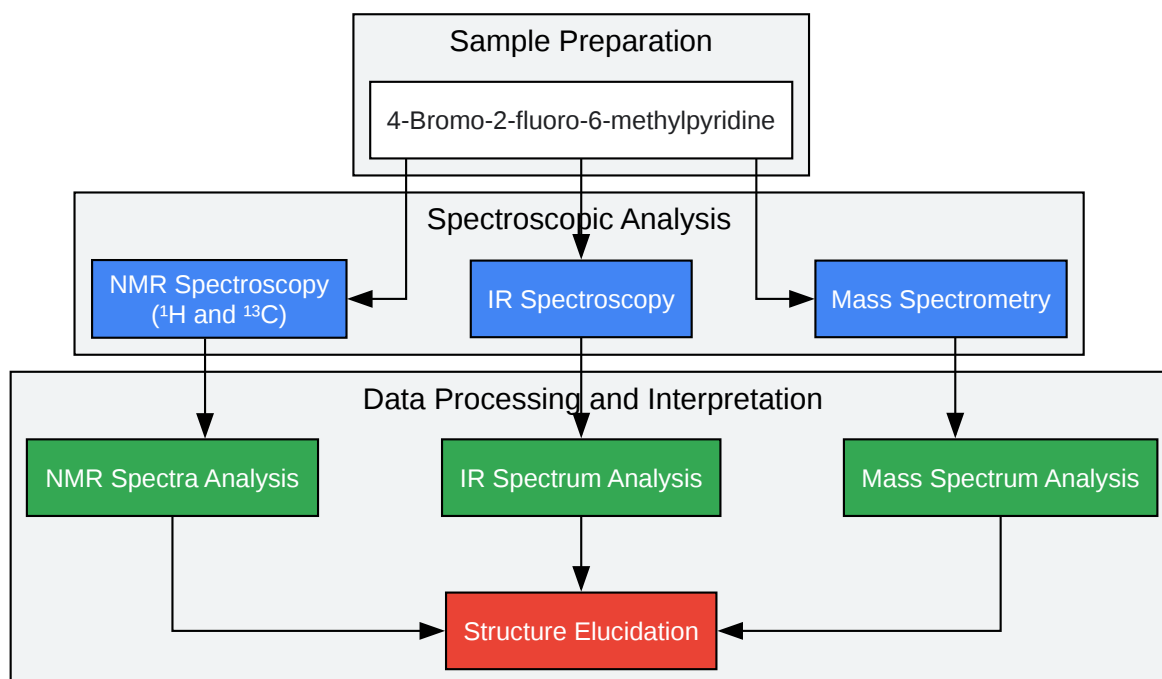 Sample Preparation
4-Bromo-2-fluoro-6-methylpyridine
Spectroscopic Analysis
NMR Spectroscopy
(¹H and ¹³C)
IR Spectroscopy
Mass Spectrometry
Data Processing and Interpretation
NMR Spectra Analysis
IR Spectrum Analysis
Mass Spectrum Analysis
Structure Elucidation